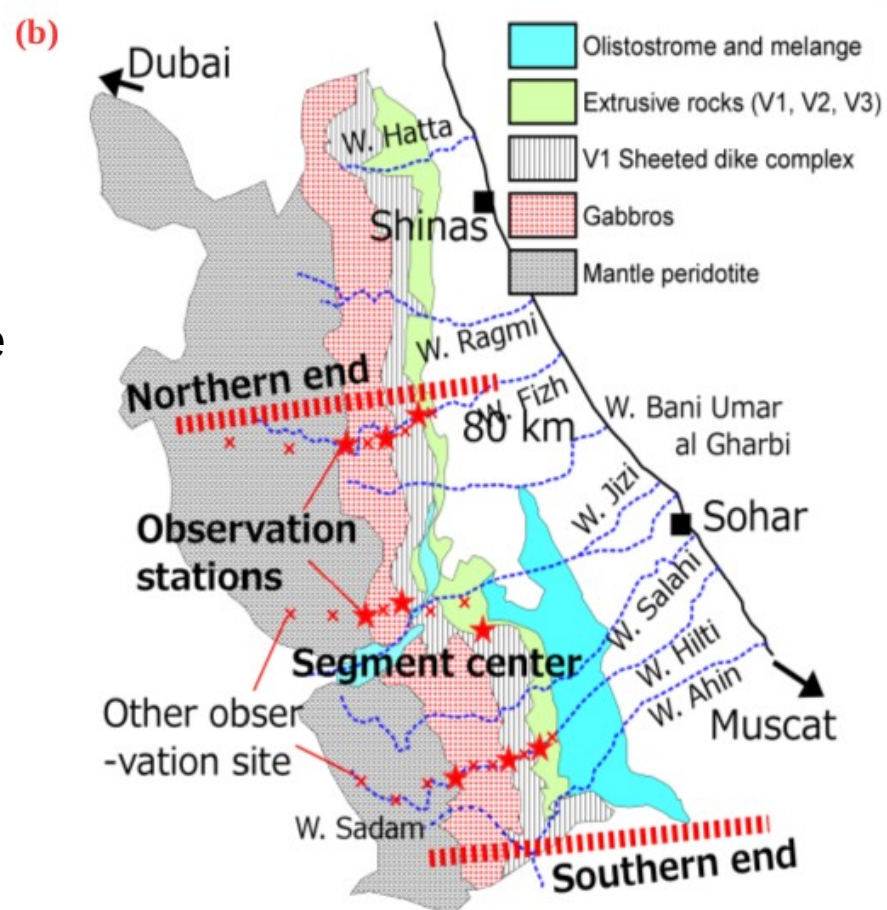 (b)
Dubai
Olistostrome and melange
Extrusive rocks (V1, V2, V3)
V1 Sheeted dike complex
Gabbros
Mantle peridotite
W. Hatta
Shinas
e
W. Ragmi
Northern end
W. Fizh
80 km
W. Bani Umar
al Gharbi
W. Jizi
Observation
stations
Sohar
W. Salahi
Segment center
W. Hilti
W. Ahin
Other obser
-vation site
Muscat
W. Sadam
Southern end